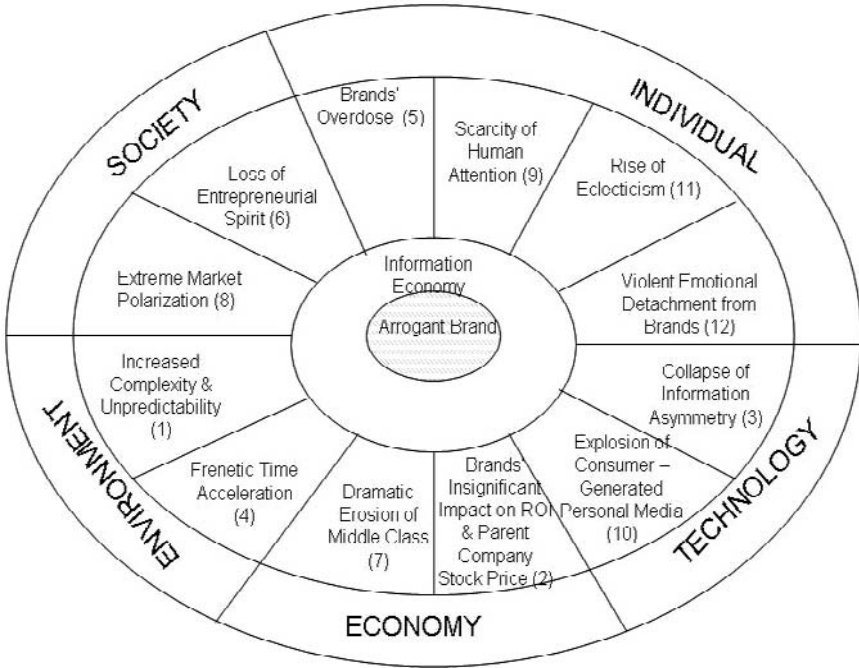 SOCIETY
INDIVIDUAL
TECHNOLOGY
ECONOMY
ENVIRONMENT
Brands'
Overdose (5)
Scarcity of
Human
Attention (9)
Rise of
Eclocticism (11)
Violent Emotional
Detachment from
Brands (12)
Collapse of
Information
Asymmetry (3)
Explosion of
Consumer –
Generated
Personal Media
(10)
Brands'
Insignificant
Impact on ROI
& Parent
Company
Stock Price (2)
Dramatic
Erosion of
Middle Class
(7)
Frenetic Time
Acceleration
(4)
Increased
Complexity &
Unpredictability
(1)
Extreme Market
Polarization (8)
Loss of
Entrepreneurial
Spirit (6)
Information
Economy
Arrogant Brand